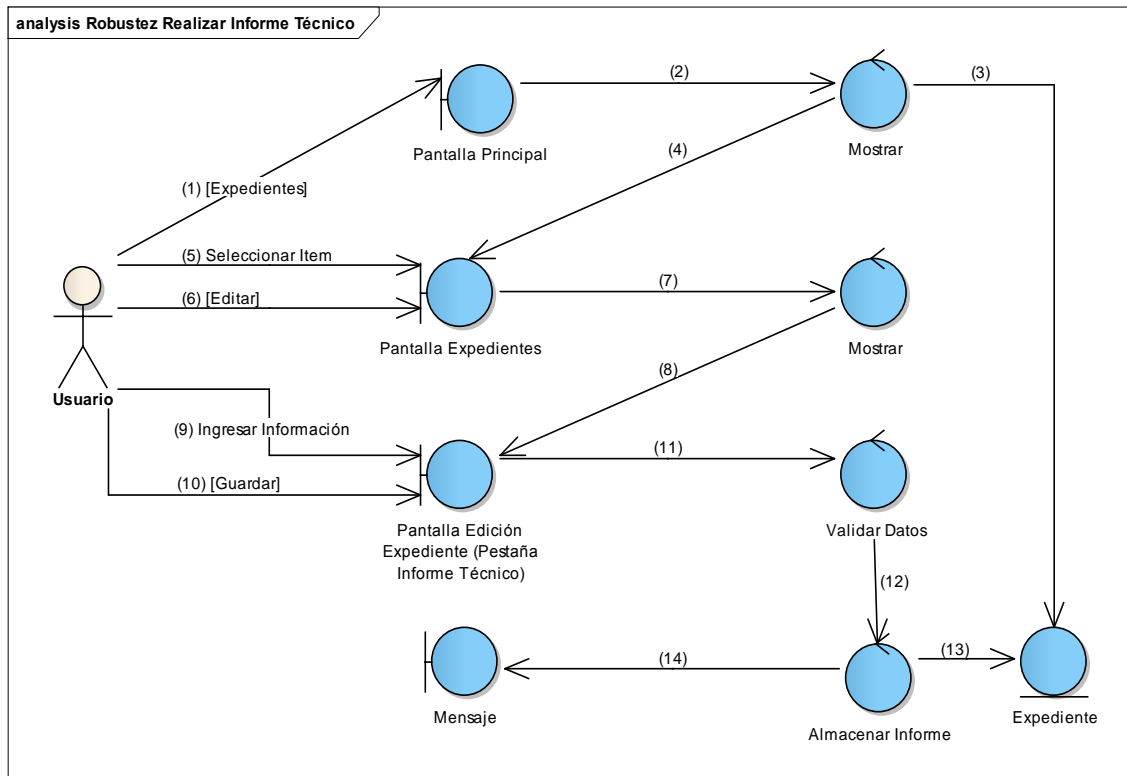 analysis Robustez Realizar Informe Técnico
(2)
(3)
Pantalla Principal
Mostrar
(4)
(1) [Expedientes]
(5) Seleccionar Item
(6) [Editar]
(7)
Pantalla Expedientes
Mostrar
(8)
Usuario
(9) Ingresar Información
(10) [Guardar]
(11)
Pantalla Edición
Expediente (Pestaña
Informe Técnico)
Validar Datos
(12)
(14)
(13)
Mensaje
Almacenar Informe
Expediente